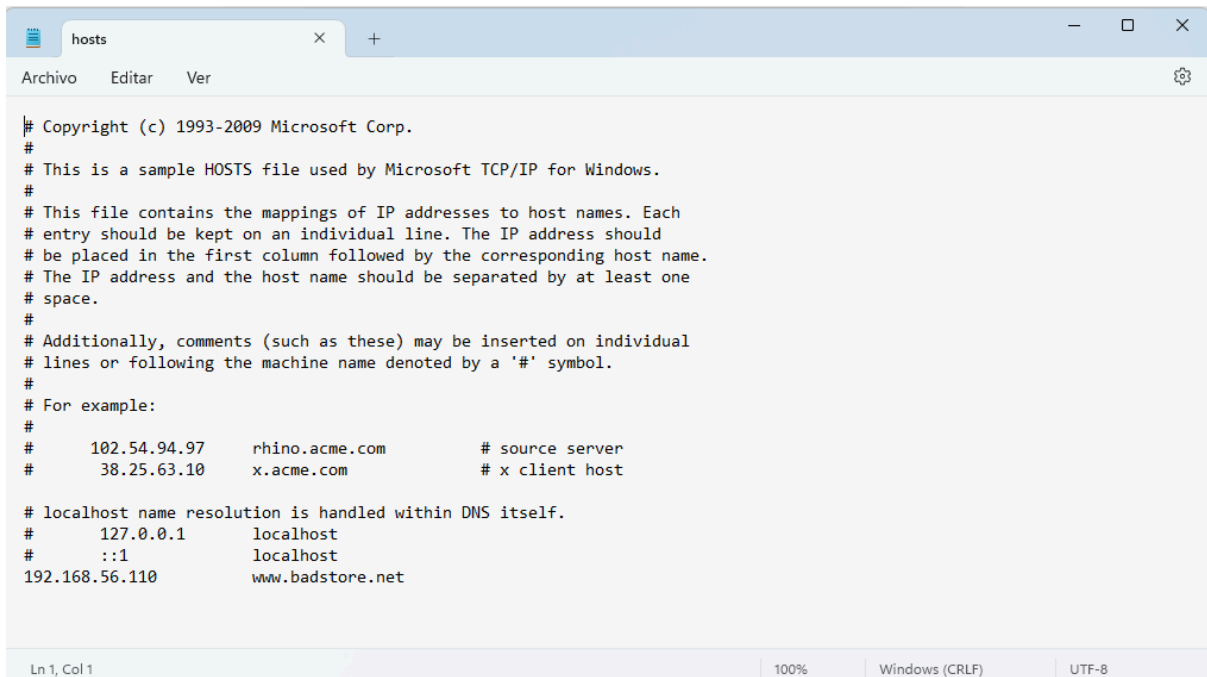 hosts
Archivo Editar Ver
# Copyright (c) 1993-2009 Microsoft Corp.
#
# This is a sample HOSTS file used by Microsoft TCP/IP for Windows.
#
# This file contains the mappings of IP addresses to host names. Each
# entry should be kept on an individual line. The IP address should
# be placed in the first column followed by the corresponding host name.
# The IP address and the host name should be separated by at least one
# space.
#
# Additionally, comments (such as these) may be inserted on individual
# lines or following the machine name denoted by a '#' symbol.
#
# For example:
#
#      102.54.94.97     rhino.acme.com          # source server
#       38.25.63.10     x.acme.com              # x client host

# localhost name resolution is handled within DNS itself.
#       127.0.0.1       localhost
#       ::1             localhost
192.168.56.110          www.badstore.net
Ln 1, Col 1 100% Windows (CRLF) UTF-8